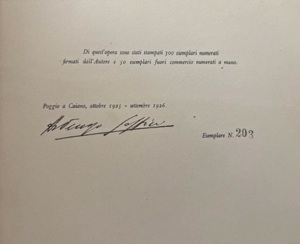 Di quest'opera sono stati stampati 300 esemplari numerati
firmati dall'Autore e 50 esemplari fuori commercio numerati a mano.
Poggio a Caiano, ottobre 1925 - settembre 1926.
Ardengo Soffici
Esemplare N. 203